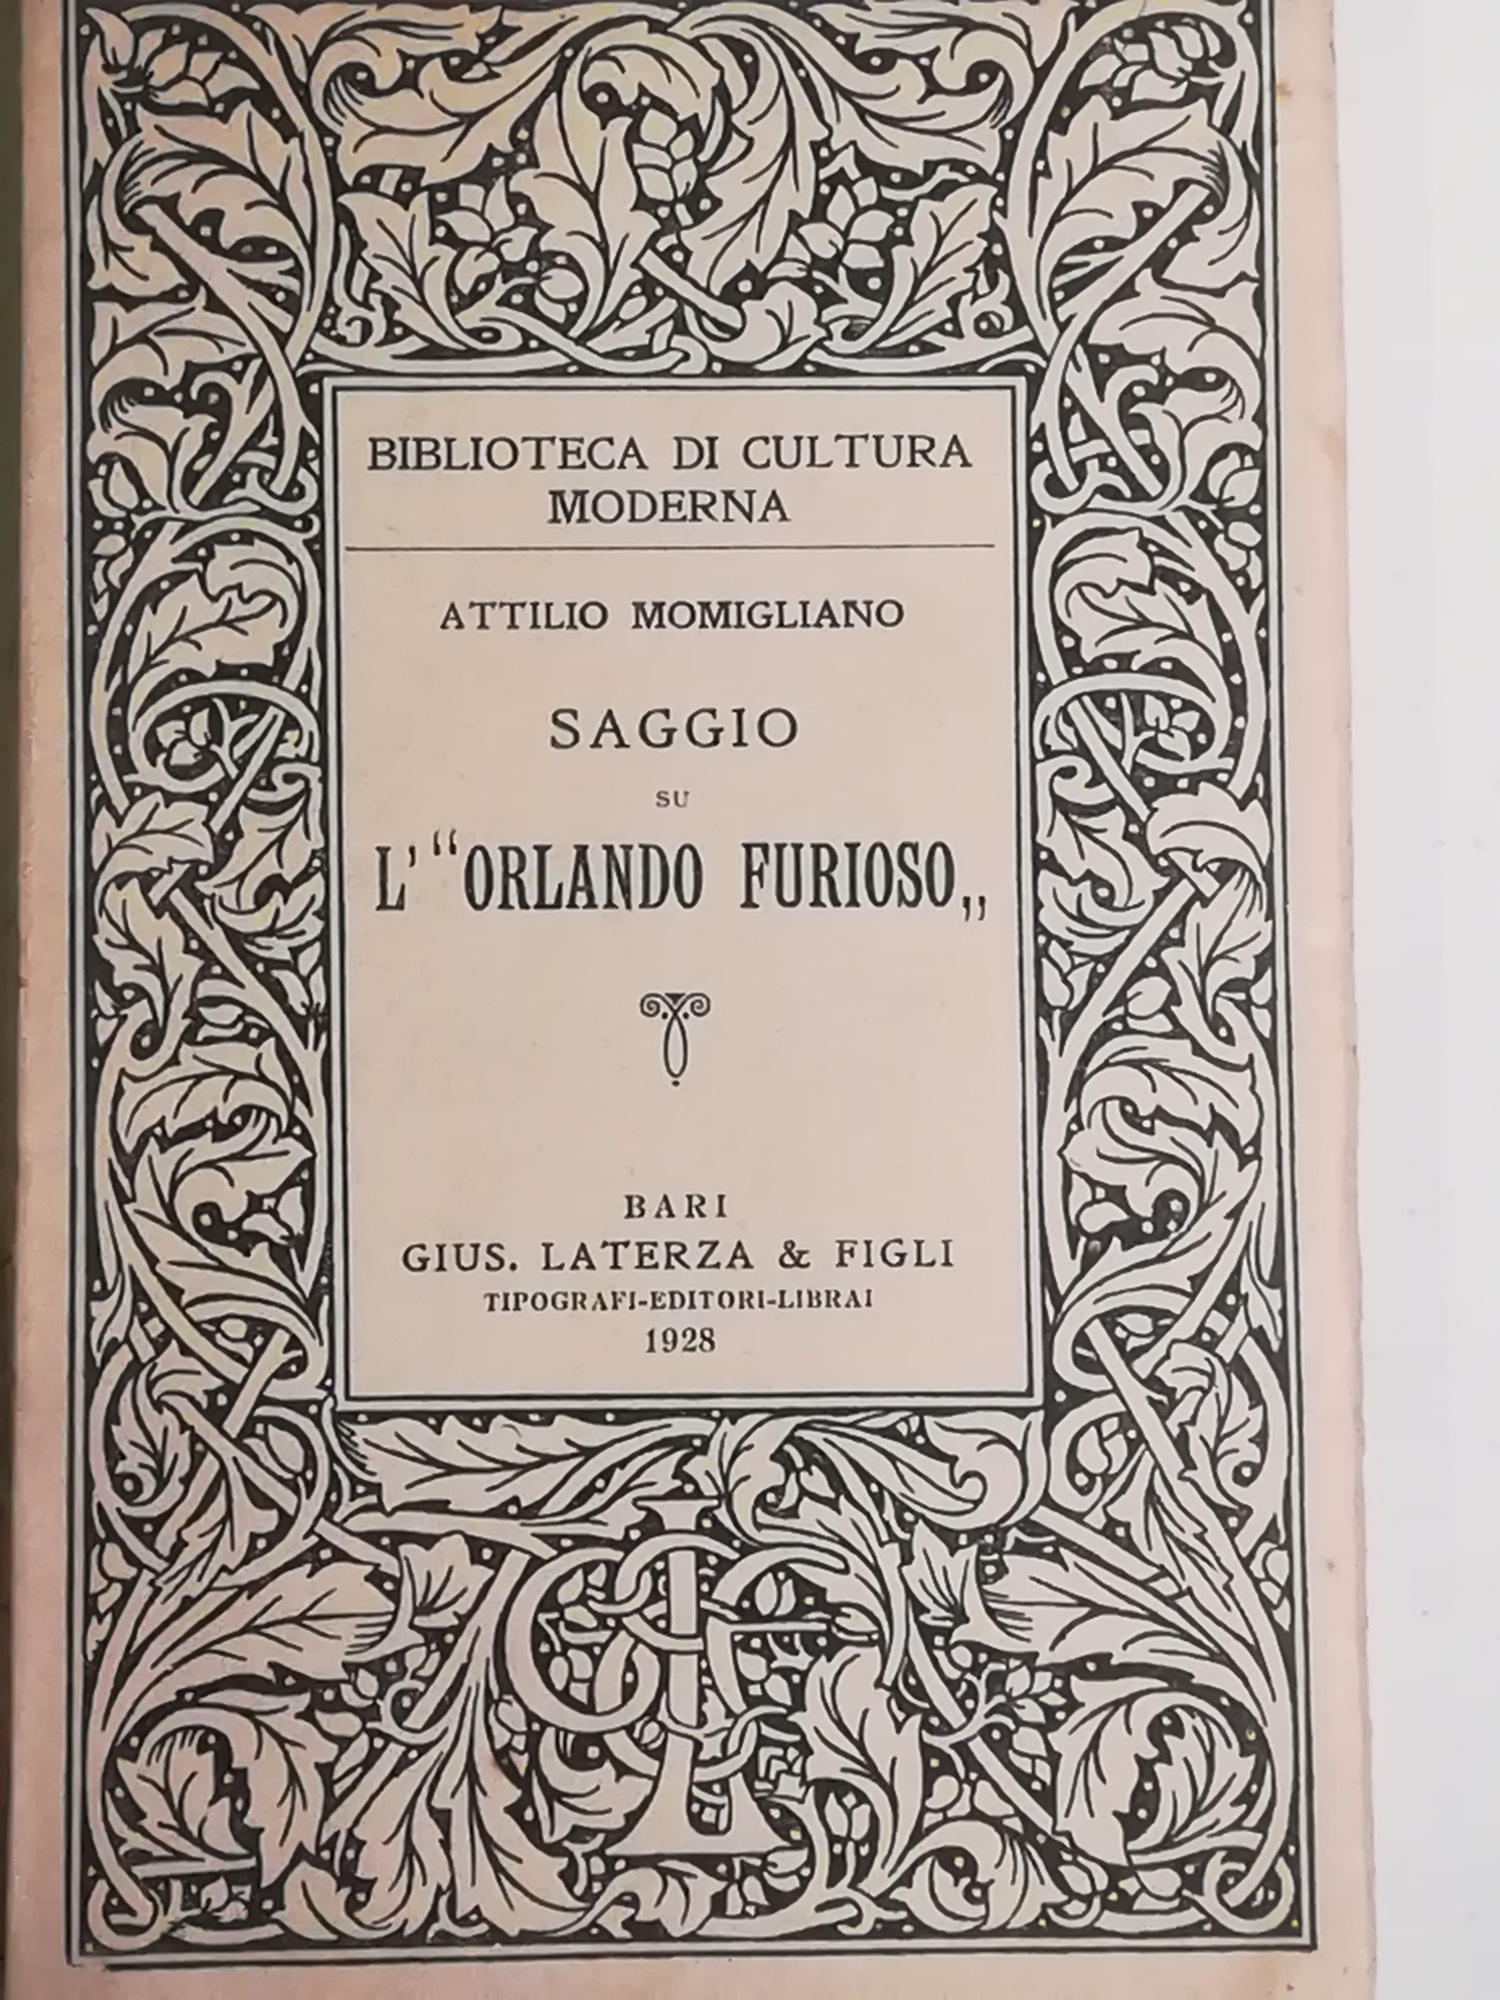 BIBLIOTECA DI CULTURA
MODERNA
ATTILIO MOMIGLIANO
SAGGIO
SU
L' “ORLANDO FURIOSO„
BARI
GIUS. LATERZA & FIGLI
TIPOGRAFI-EDITORI-LIBRAI
1928